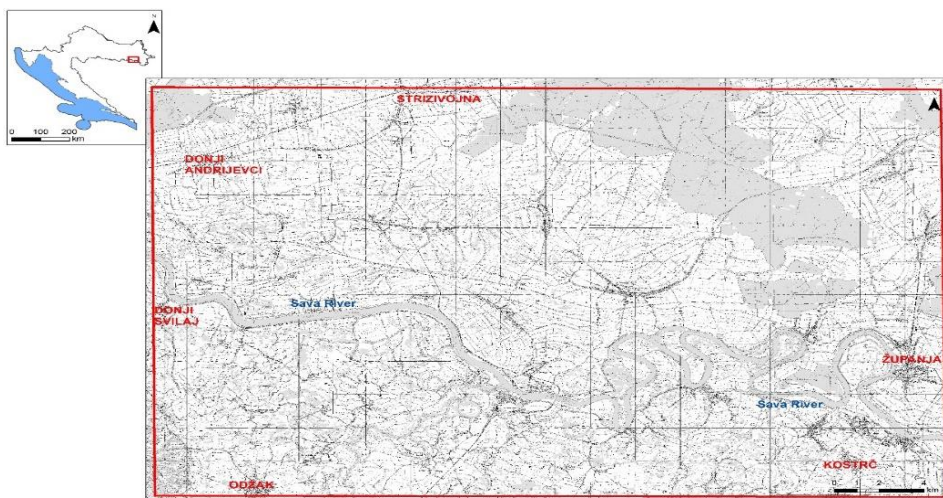 N
0 100 200
km
STRIZIVOJNA
DONJI
ANDRIJEVCI
Sava River
DONJI
SVILAJ
ŽUPANJA
Sava River
KOSTRČ
ODŽAK
0 1 2 4
km